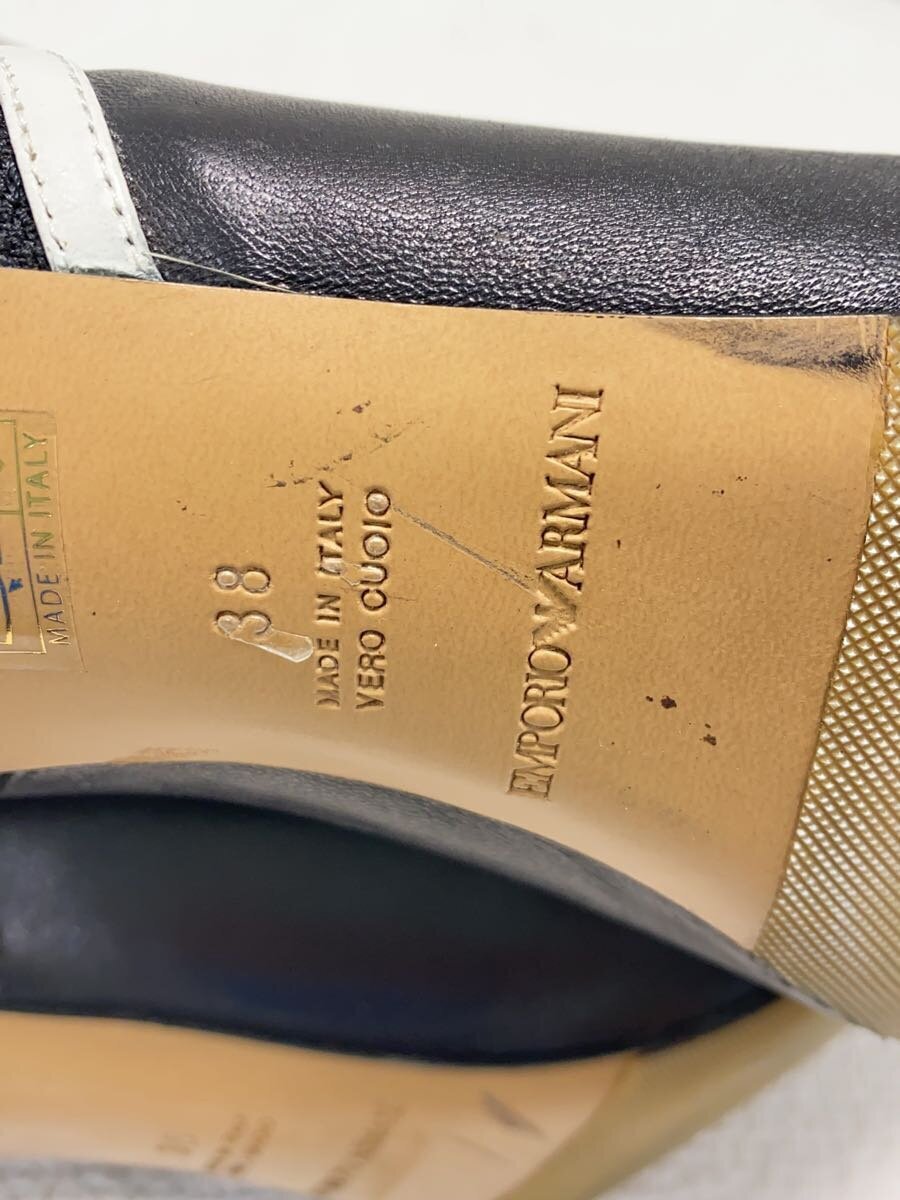 EMPORIO ARMANI
MADE IN ITALY
VERO CUOIO
38
MADE IN ITALY